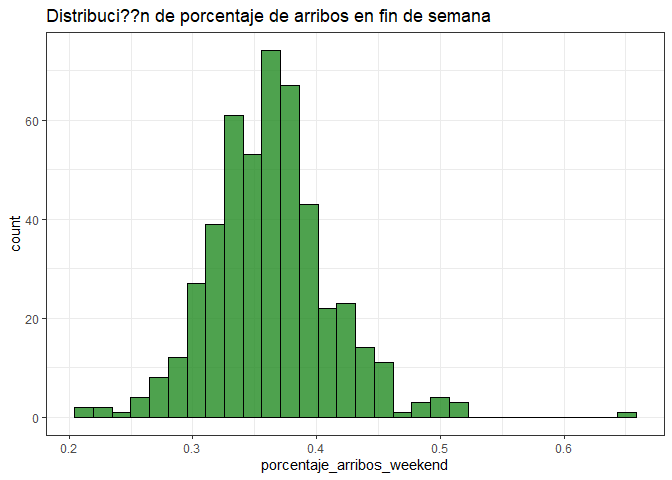 Distribuci??n de porcentaje de arribos en fin de semana
count
60
40
20
0
0.2 0.3 0.4 0.5 0.6
porcentaje_arribos_weekend